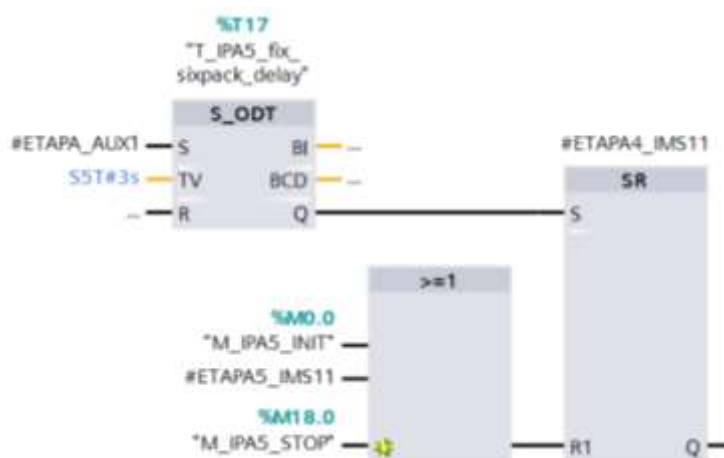 %T17
"T_IPA5_fix_
sixpack_delay"
S_ODT
#ETAPA_AUX1 S BI ...
S5T#3s TV BCD ...
... R Q
#ETAPA4_IMS11
SR
S
>=1
%M0.0
"M_IPA5_INIT"
#ETAPA5_IMS11
%M18.0
"M_IPA5_STOP"
R1 Q